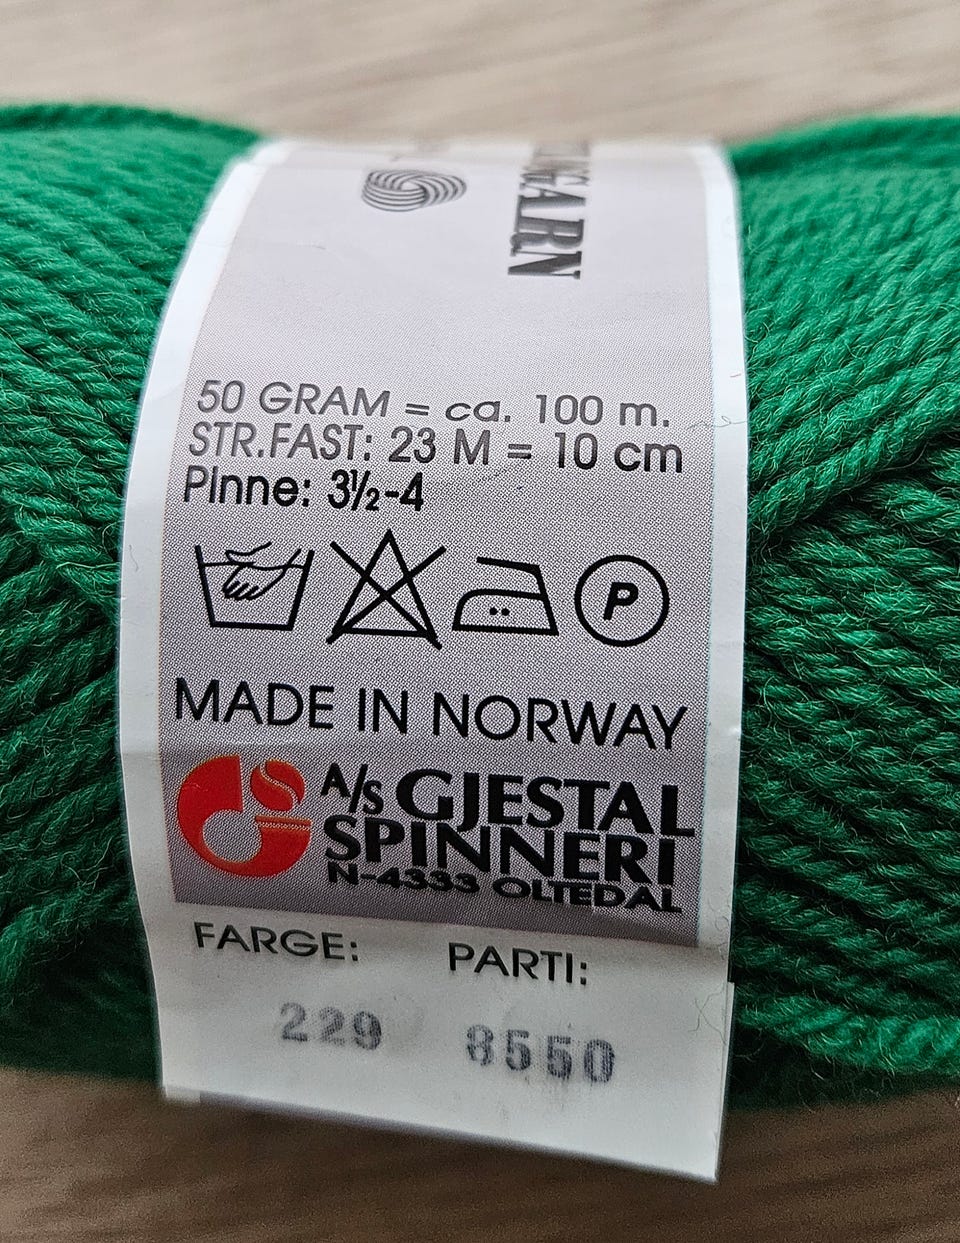 50 GRAM = ca. 100 m.
STR.FAST: 23 M = 10 cm
Pinne: 3½-4
P
MADE IN NORWAY
A/s GJESTAL
SPINNERI
N-4333 OLTEDAL
FARGE: PARTI:
229 8550